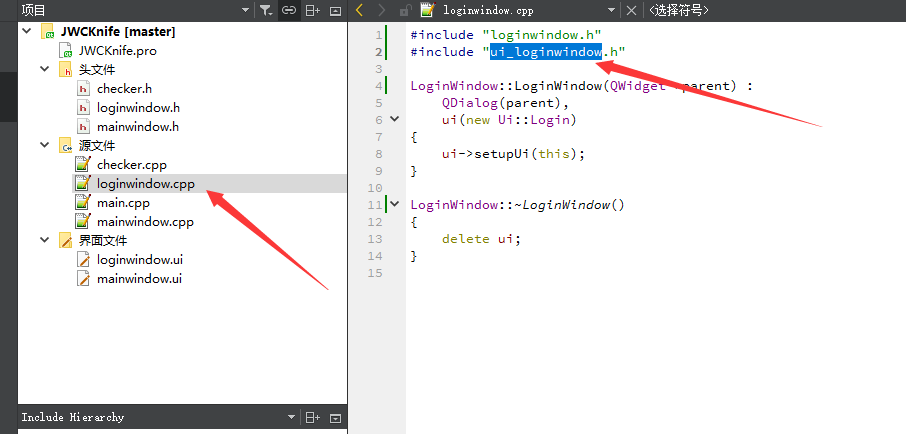 项目
JWCKnife [master]
JWCKnife.pro
头文件
checker.h
loginwindow.h
mainwindow.h
源文件
checker.cpp
loginwindow.cpp
main.cpp
mainwindow.cpp
界面文件
loginwindow.ui
mainwindow.ui
Include Hierarchy
loginwindow.cpp
<选择符号>
1 #include "loginwindow.h"
2 #include "ui_loginwindow.h"
3
4 LoginWindow::LoginWindow(QWidget *parent) :
5 QDialog(parent),
6 ui(new Ui::Login)
7 {
8 ui->setupUi(this);
9 }
10
11 LoginWindow::~LoginWindow()
12 {
13 delete ui;
14 }
15